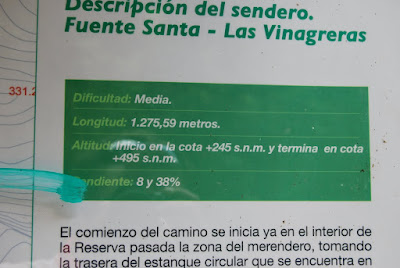 Descripción del sendero.
Fuente Santa - Las Vinagreras
331.2
Dificultad: Media.
Longitud: 1.275,59 metros.
Altitud: Inicio en la cota +245 s.n.m. y termina en cota
+495 s.n.m.
8 y 38%
El comienzo del camino se inicia ya en el interior de
la Reserva pasada la zona del merendero, tomando
la trasera del estanque circular que se encuentra en